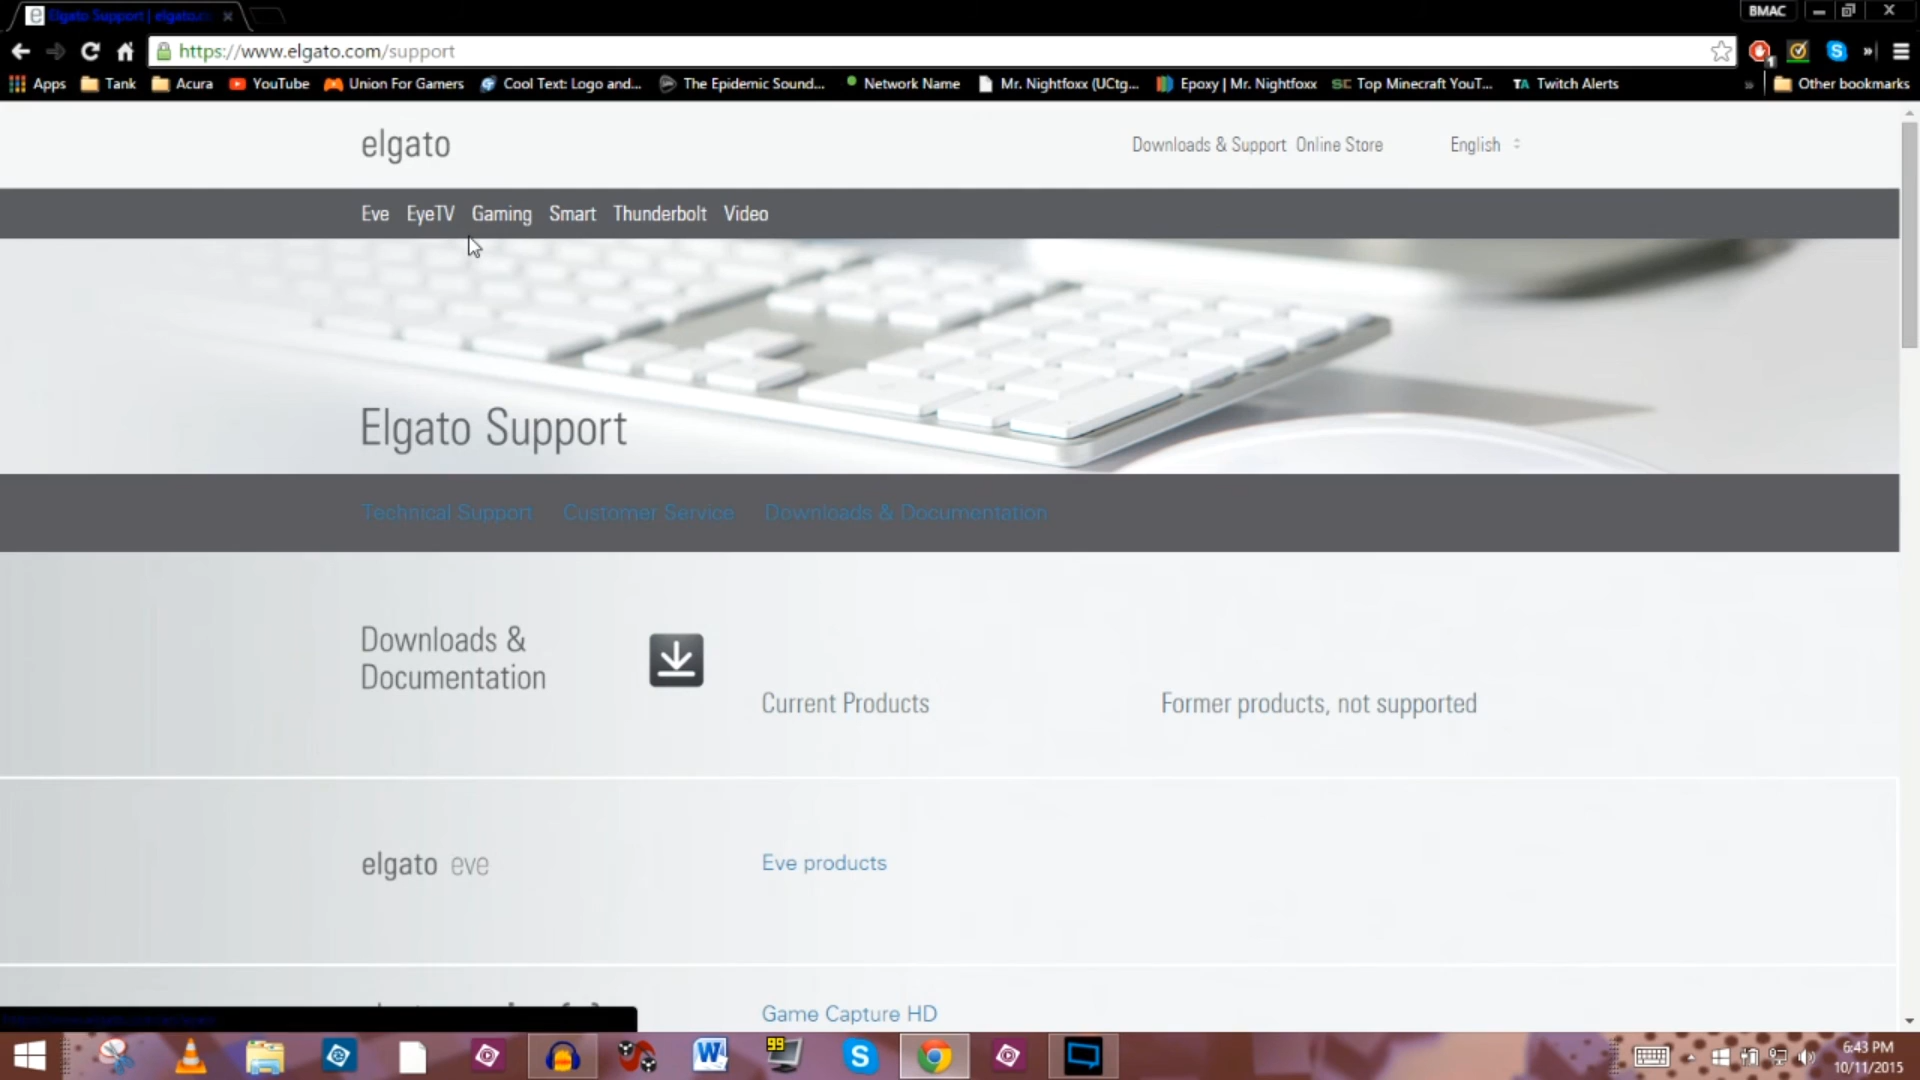 Elgato Support | elgato.c
BMAC
https://www.elgato.com/support
Apps Tank Acura YouTube Union For Gamers Cool Text: Logo and... The Epidemic Sound... Network Name Mr. Nightfoxx (UCtg... Epoxy | Mr. Nightfoxx SC Top Minecraft YouT... TA Twitch Alerts » Other bookmarks
elgato Downloads & Support Online Store English
Eve EyeTV Gaming Smart Thunderbolt Video
Elgato Support
Technical Support Customer Service Downloads & Documentation
Downloads &
Documentation
Current Products Former products, not supported
elgato eve Eve products
Game Capture HD
99
6:43 PM
10/11/2015